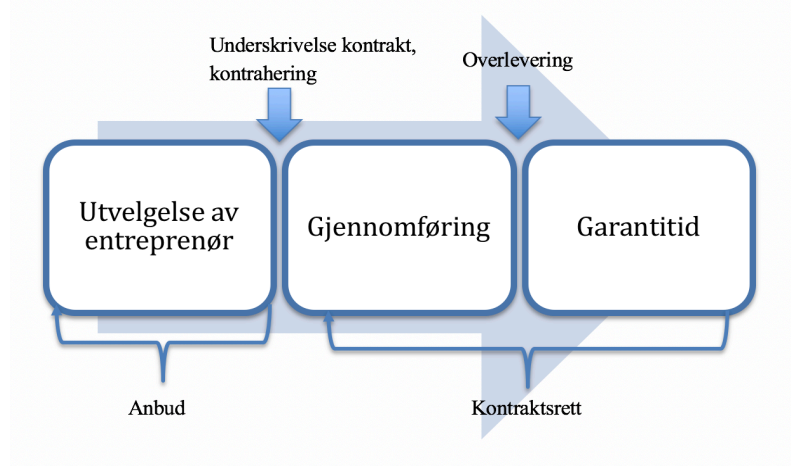 Underskrivelse kontrakt,
kontrahering
Overlevering
Utvelgelse av
entreprenør
Gjennomføring
Garantitid
Anbud
Kontraktsrett